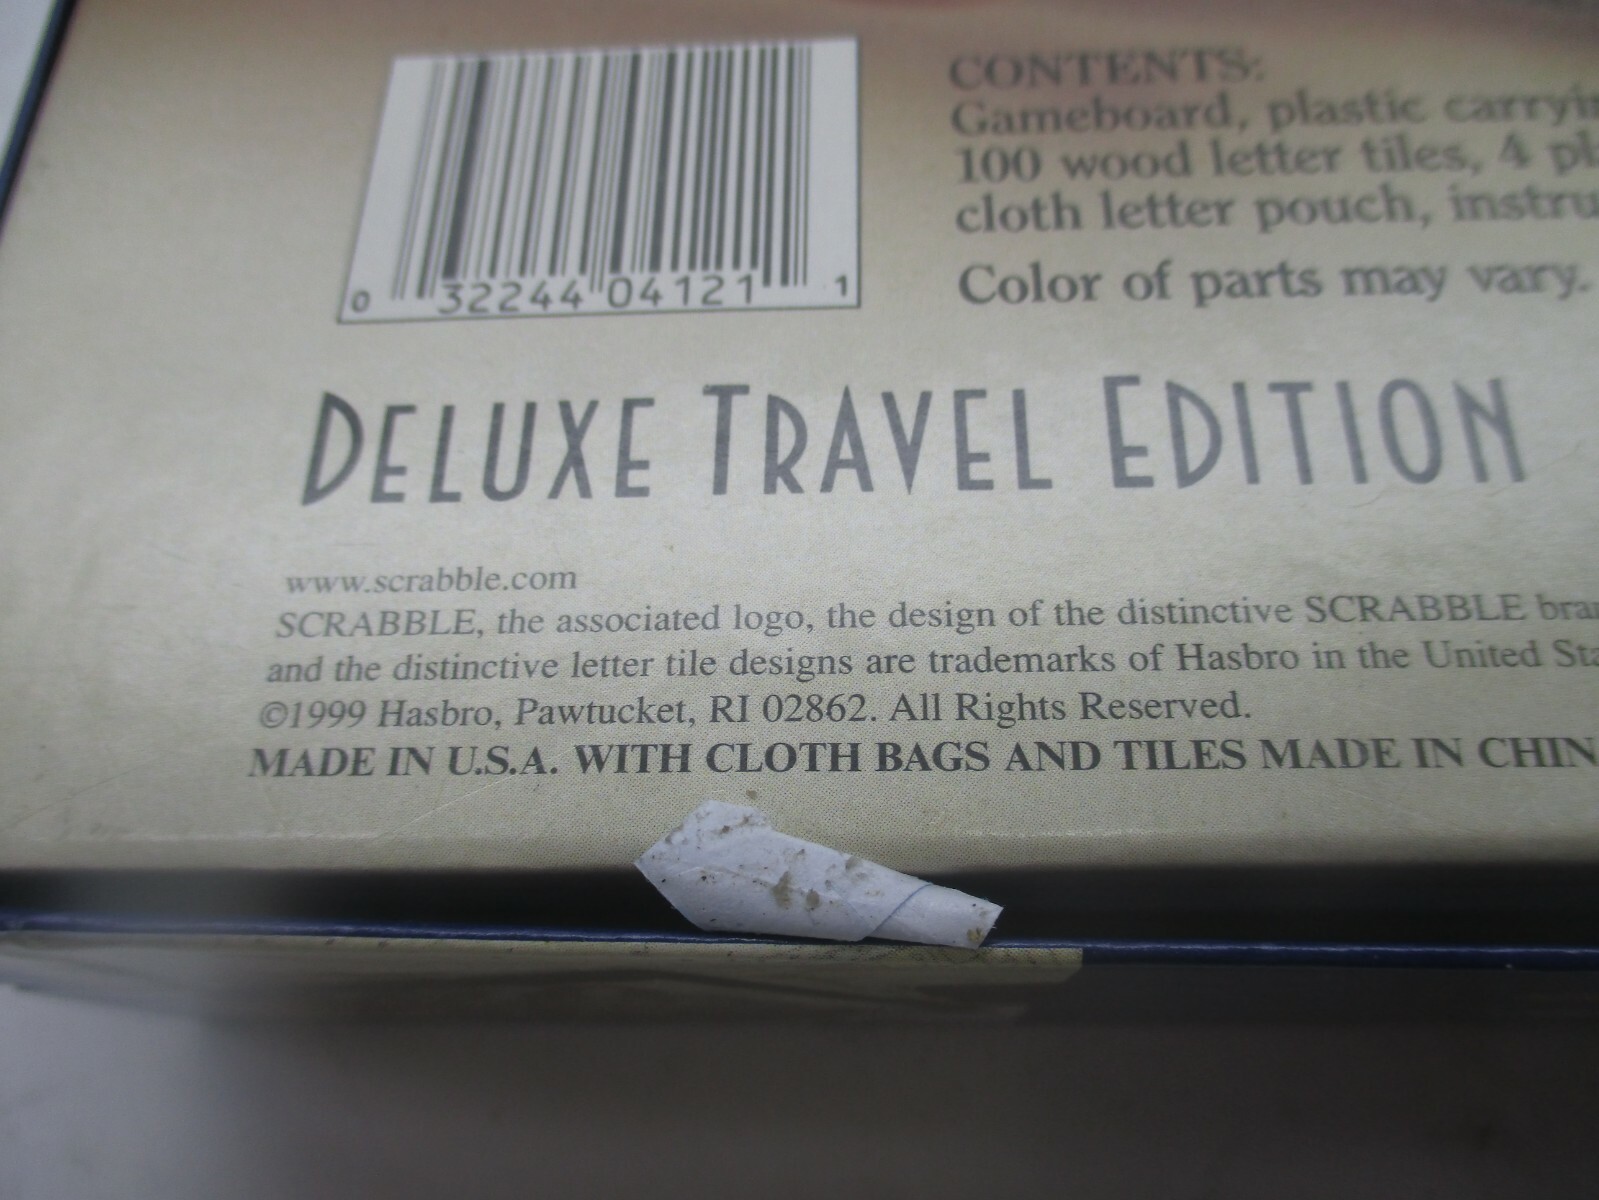 CONTENTS:
Gameboard, plastic carryin
100 wood letter tiles, 4 pl
cloth letter pouch, instru
Color of parts may vary.
0 32244 04121 1
DELUXE TRAVEL EDITION
www.scrabble.com
SCRABBLE, the associated logo, the design of the distinctive SCRABBLE bra
and the distinctive letter tile designs are trademarks of Hasbro in the United Sta
©1999 Hasbro, Pawtucket, RI 02862. All Rights Reserved.
MADE IN U.S.A. WITH CLOTH BAGS AND TILES MADE IN CHIN